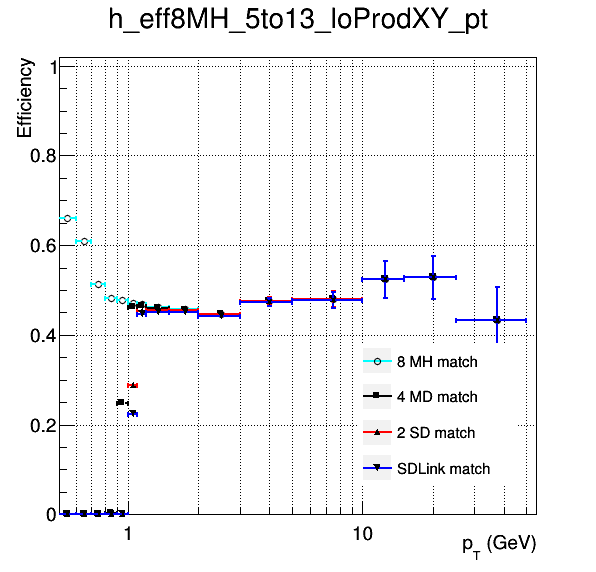 h_eff8MH_5to13_loProdXY_pt
Efficiency
1
0.8
0.6
0.4
0.2
0
8 MH match
4 MD match
2 SD match
SDLink match
1
10
p_T (GeV)